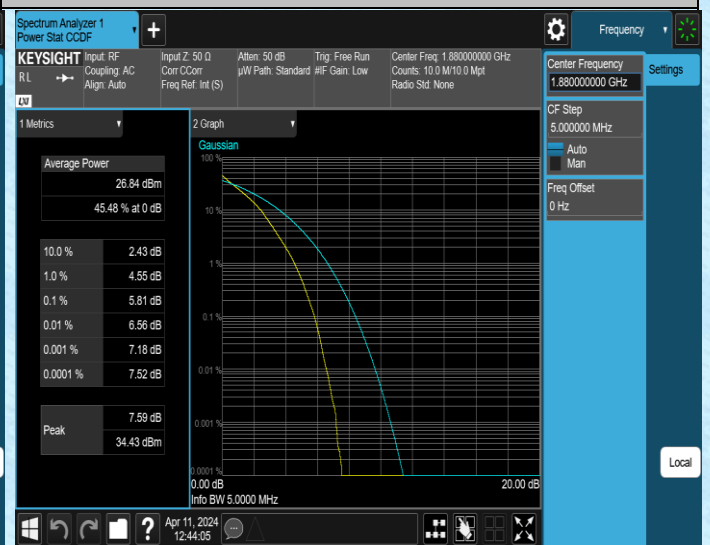 Spectrum Analyzer 1
Power Stat CCDF
Frequency
KEYSIGHT
RL
LXI
Input: RF
Coupling: AC
Align: Auto
Input Z: 50 Ω
Corr CCorr
Freq Ref: Int (S)
Atten: 50 dB
µW Path: Standard
Trig: Free Run
#IF Gain: Low
Center Freq: 1.880000000 GHz
Counts: 10.0 M/10.0 Mpt
Radio Std: None
Center Frequency
1.880000000 GHz
Settings
CF Step
5.000000 MHz
Auto
Man
Freq Offset
0 Hz
1 Metrics
Average Power
26.84 dBm
45.48 % at 0 dB
10.0 % 2.43 dB
1.0 % 4.55 dB
0.1 % 5.81 dB
0.01 % 6.56 dB
0.001 % 7.18 dB
0.0001 % 7.52 dB
Peak
7.59 dB
34.43 dBm
2 Graph
Gaussian
100 %
10 %
1 %
0.1 %
0.01 %
0.001 %
0.0001 %
0.00 dB 20.00 dB
Info BW 5.0000 MHz
Local
?
Apr 11, 2024
12:44:05